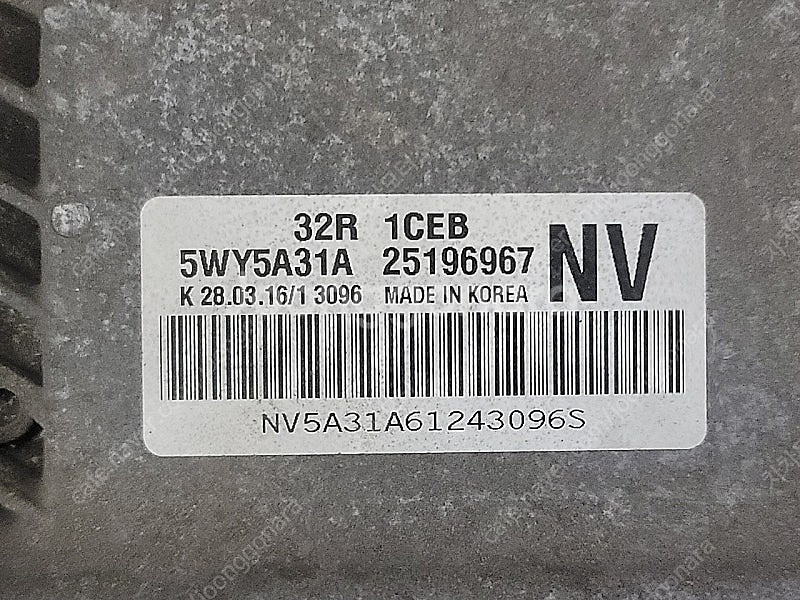 32R 1CEB
5WY5A31A 25196967 NV
K 28.03.16/1 3096 MADE IN KOREA
NV5A31A61243096S